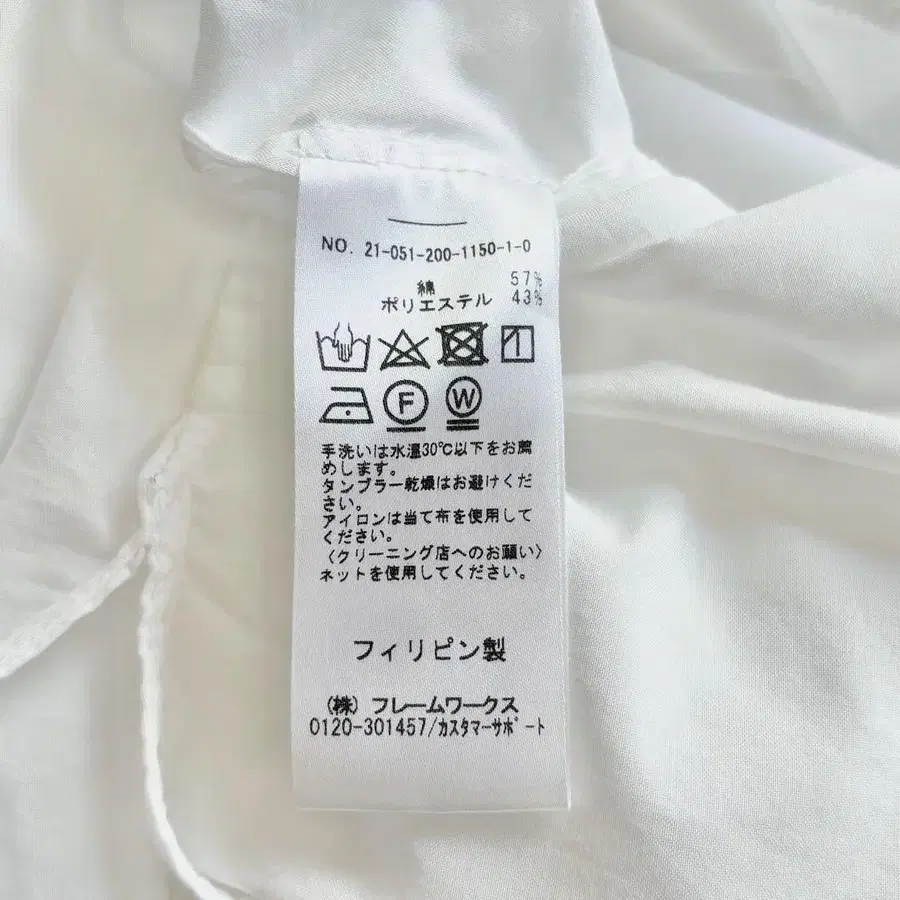 NO. 21-051-200-1150-1-0
綿 57%
ポリエステル 43%
F W
手洗いは水温30℃以下をお薦
めします。
タンブラー乾燥はお避けくだ
さい。
アイロンは当て布を使用して
ください。
〈クリーニング店へのお願い〉
ネットを使用してください。
フィリピン製
(株) フレームワークス
0120-301457/カスタマーサポート